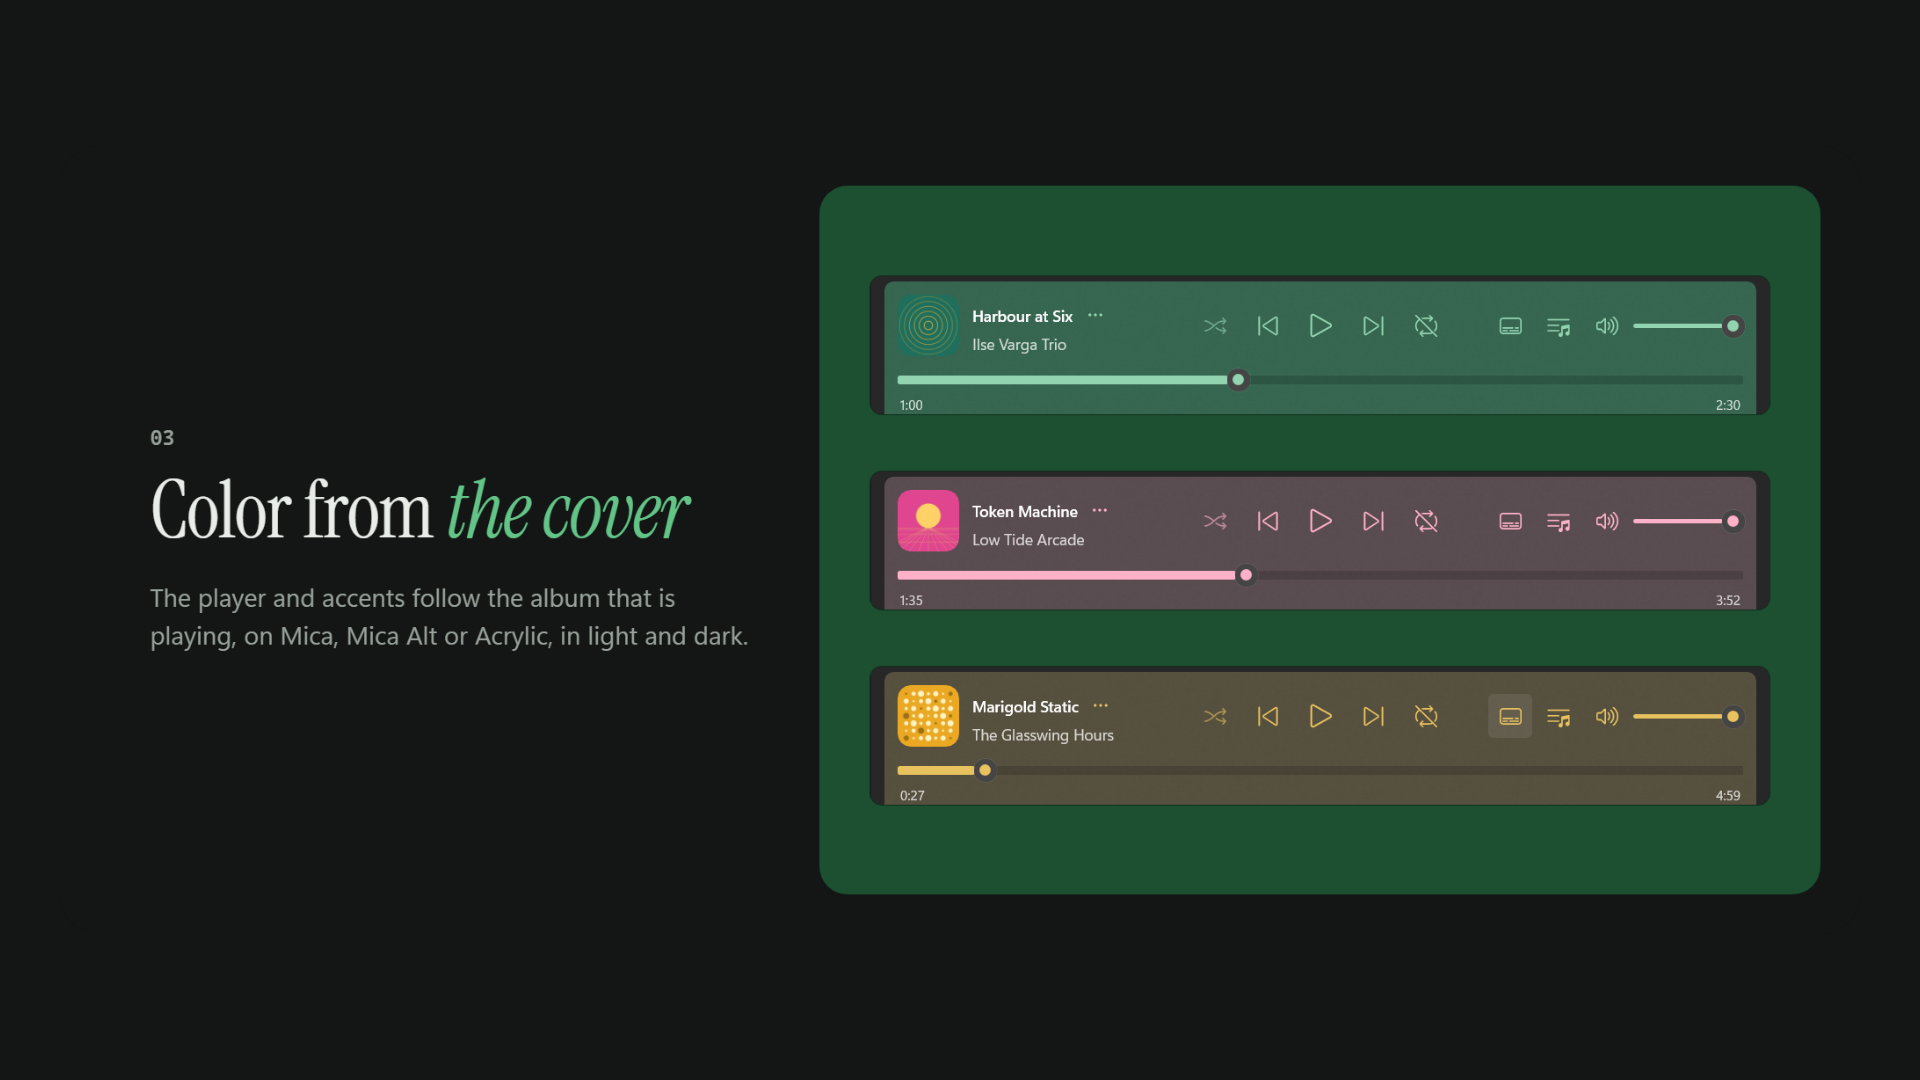 03
Color from the cover
The player and accents follow the album that is
playing, on Mica, Mica Alt or Acrylic, in light and dark.
Harbour at Six
Ilse Varga Trio
1:00
2:30
Token Machine
Low Tide Arcade
1:35
3:52
Marigold Static
The Glasswing Hours
0:27
4:59